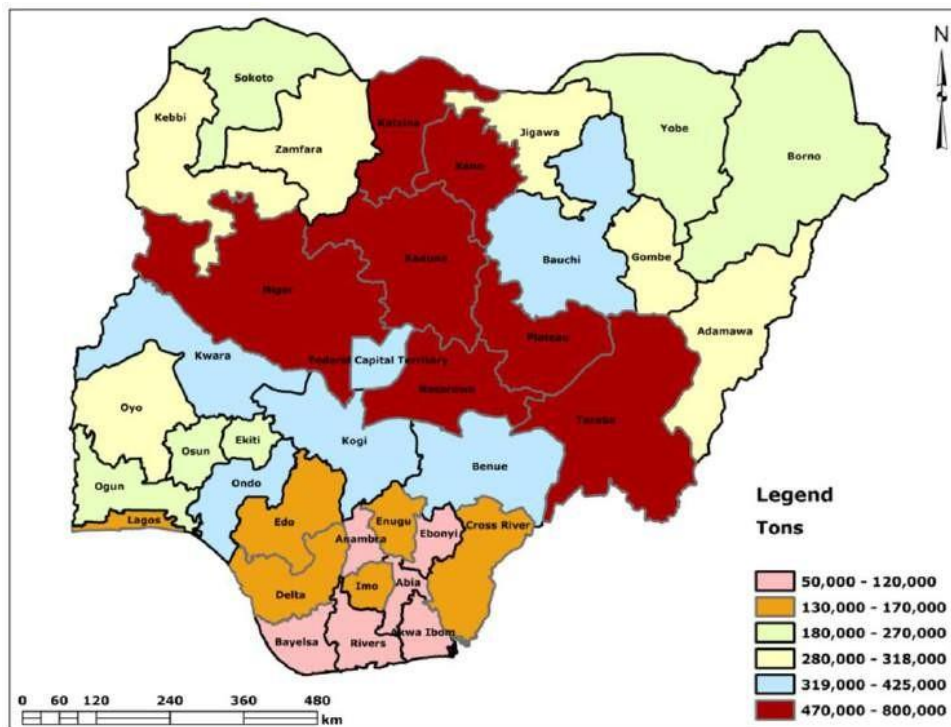 N
Sokoto
Katsina
Kebbi
Zamfara
Kano
Jigawa
Yobe
Borno
Kaduna
Bauchi
Gombe
Niger
Adamawa
Plateau
Federal Capital Territory
Kwara
Nasarawa
Taraba
Oyo
Kogi
Benue
Osun
Ekiti
Ogun
Ondo
Lagos
Edo
Enugu
Cross River
Anambra
Ebonyi
Delta
Imo
Abia
Bayelsa
Rivers
Akwa Ibom
Legend
Tons
50,000 - 120,000
130,000 - 170,000
180,000 - 270,000
280,000 - 318,000
319,000 - 425,000
470,000 - 800,000
0 60 120 240 360 480
km